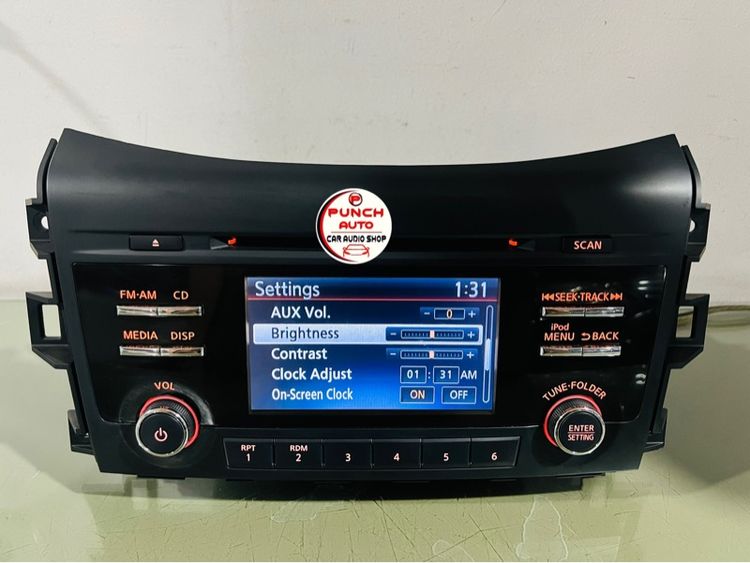 P
PUNCH
AUTO
CAR AUDIO SHOP
SCAN
FM·AM CD
MEDIA DISP
VOL
Settings 1:31
AUX Vol. - 0 +
Brightness - +
Contrast - +
Clock Adjust 01 : 31 AM
On-Screen Clock ON OFF
SEEK·TRACK
iPod
MENU BACK
TUNE·FOLDER
ENTER
SETTING
RPT
1
RDM
2
3
4
5
6